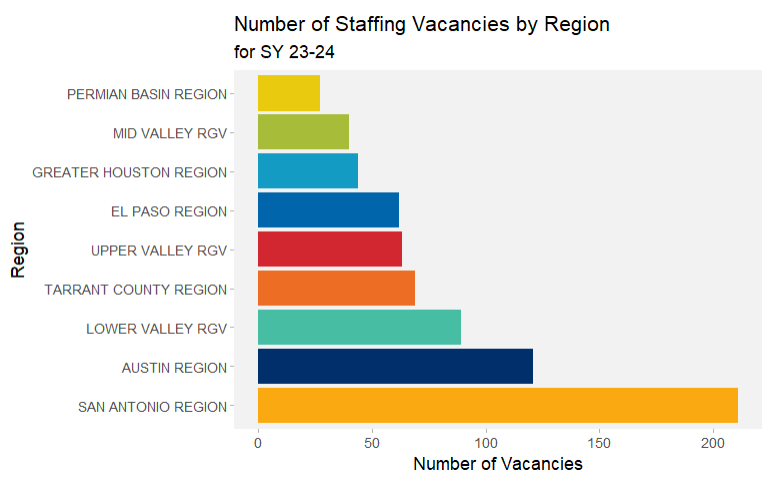 Number of Staffing Vacancies by Region
for SY 23-24
PERMIAN BASIN REGION
MID VALLEY RGV
GREATER HOUSTON REGION
EL PASO REGION
UPPER VALLEY RGV
TARRANT COUNTY REGION
LOWER VALLEY RGV
AUSTIN REGION
SAN ANTONIO REGION
Region
0 50 100 150 200
Number of Vacancies